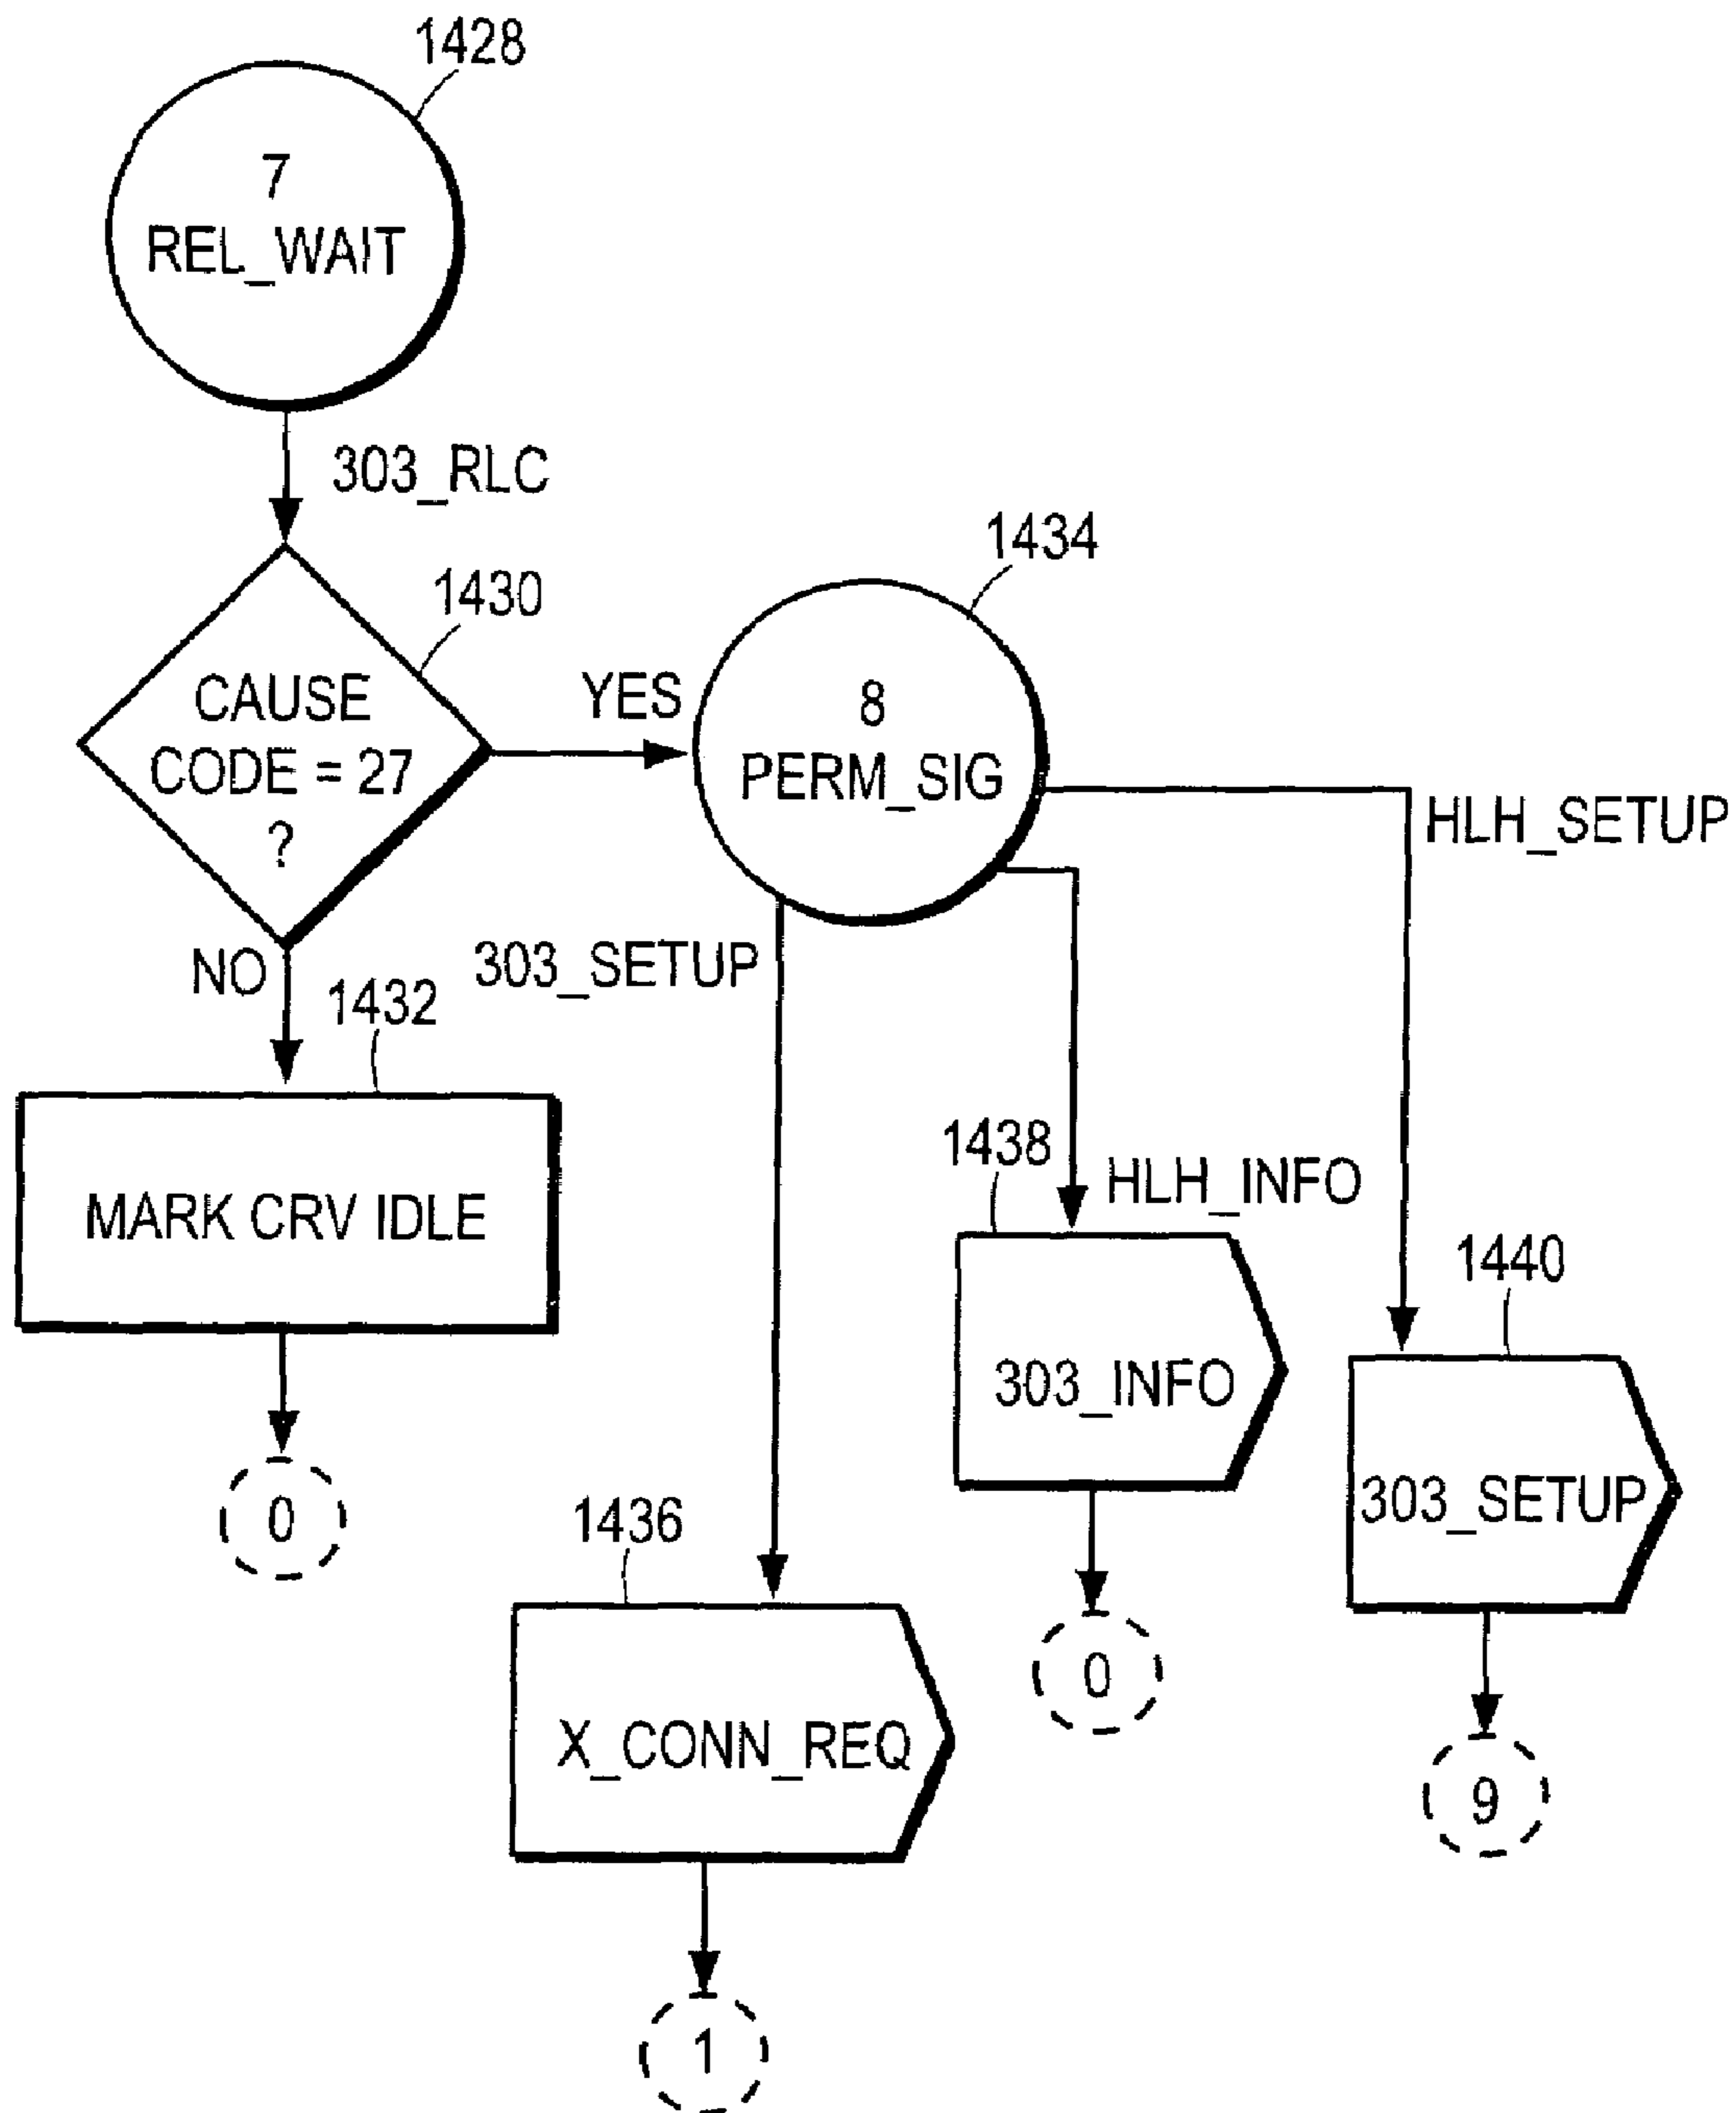 1428
7
REL_WAIT
303_RLC
1430
CAUSE
CODE = 27
?
YES
NO
1434
8
PERM_SIG
HLH_SETUP
303_SETUP
1432
MARK CRV IDLE
0
1438
HLH_INFO
303_INFO
0
1440
303_SETUP
9
1436
X_CONN_REQ
1